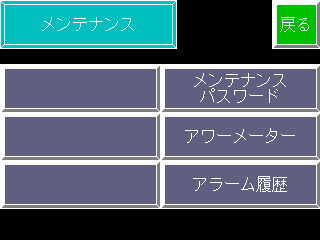 メンテナンス
戻る
メンテナンス
パスワード
アワーメーター
アラーム履歴